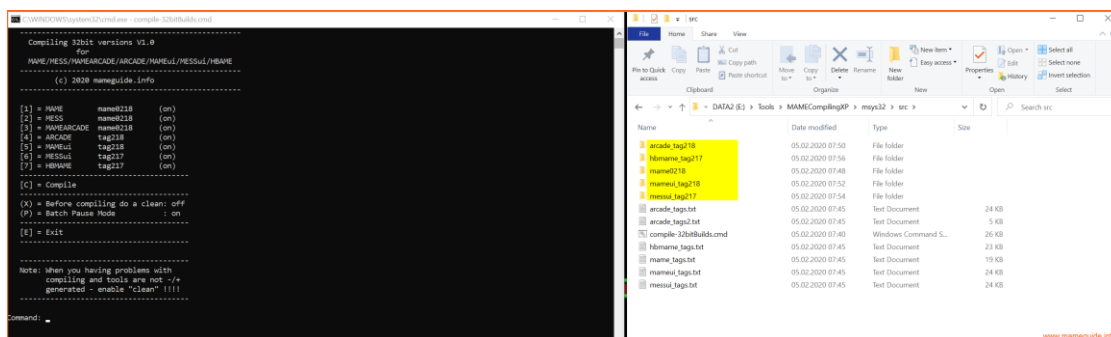 C:\WINDOWS\system32\cmd.exe - compile-32bitBuilds.cmd
----------------------------------------------
Compiling 32bit versions V1.0
for
MAME/MESS/MAMEARCADE/ARCADE/MAMEui/MESSui/HBMAME
----------------------------------------------
(c) 2020 mameguide.info
----------------------------------------------
[1] = MAME mame0218 (on)
[2] = MESS mame0218 (on)
[3] = MAMEARCADE mame0218 (on)
[4] = ARCADE tag218 (on)
[5] = MAMEui tag218 (on)
[6] = MESSui tag217 (on)
[7] = HBMAME tag217 (on)
-----------------------------------
[C] = Compile
-----------------------------------
(X) = Before compiling do a clean: off
(P) = Batch Pause Mode : on
-----------------------------------
[E] = Exit
-----------------------------------
-----------------------------------
Note: When you having problems with
compiling and tools are not -/+
generated - enable "clean" !!!!
-----------------------------------
Command: _
src
File Home Share View
Pin to Quick access
Copy
Paste
Cut
Copy path
Paste shortcut
Move to
Copy to
Delete
Rename
New folder
New item
Easy access
Properties
Open
Edit
History
Select all
Select none
Invert selection
Clipboard Organize New Open Select
« DATA2 (E:) > Tools > MAMECompilingXP > msys32 > src >
Search src
Name Date modified Type Size
arcade_tag218 05.02.2020 07:50 File folder
hbmame_tag217 05.02.2020 07:56 File folder
mame0218 05.02.2020 07:48 File folder
mameui_tag218 05.02.2020 07:52 File folder
messui_tag217 05.02.2020 07:54 File folder
arcade_tags.txt 05.02.2020 07:45 Text Document 24 KB
arcade_tags2.txt 05.02.2020 07:45 Text Document 5 KB
compile-32bitBuilds.cmd 05.02.2020 07:40 Windows Command S... 26 KB
hbmame_tags.txt 05.02.2020 07:45 Text Document 23 KB
mame_tags.txt 05.02.2020 07:45 Text Document 19 KB
mameui_tags.txt 05.02.2020 07:45 Text Document 24 KB
messui_tags.txt 05.02.2020 07:45 Text Document 24 KB
www.mameguide.inf